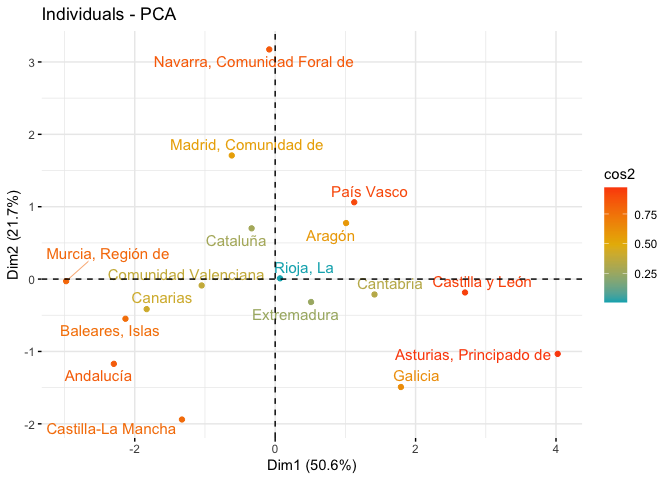 Individuals - PCA
Navarra, Comunidad Foral de
Madrid, Comunidad de
País Vasco
Cataluña
Aragón
Murcia, Región de
Rioja, La
Comunidad Valenciana
Cantabria
Castilla y León
Canarias
Extremadura
Baleares, Islas
Asturias, Principado de
Andalucía
Galicia
Castilla-La Mancha
3
2
1
0
-1
-2
Dim2 (21.7%)
-2
0
2
4
Dim1 (50.6%)
cos2
0.75
0.50
0.25